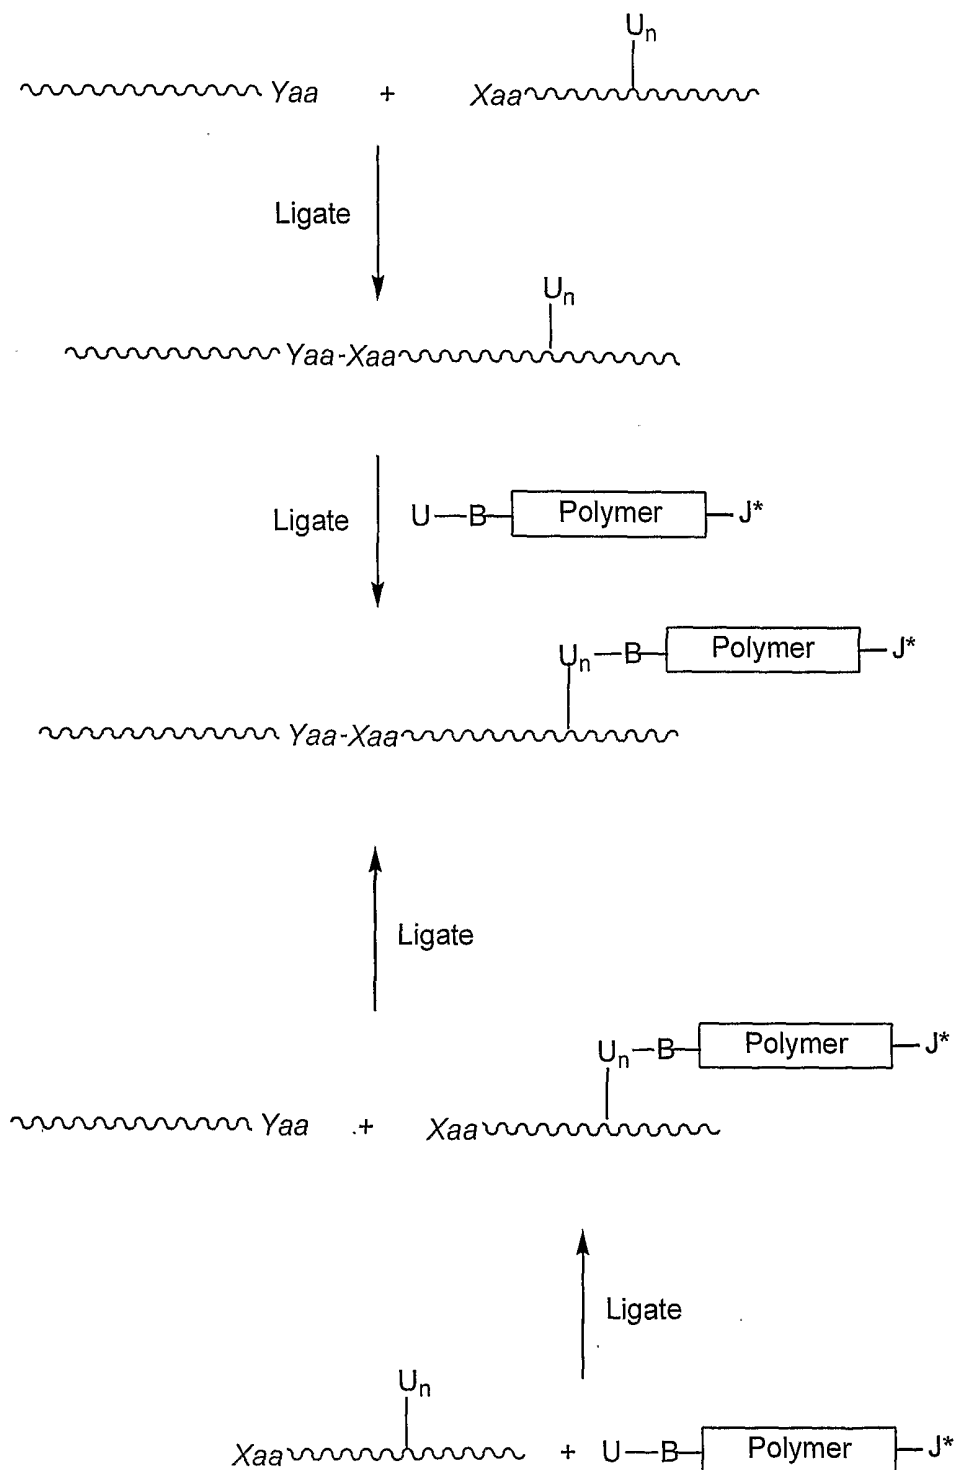 Un
Yaa + Xaa
Ligate
Un
Yaa-Xaa
Ligate U—B—Polymer—J*
Un—B—Polymer—J*
Yaa-Xaa
Ligate
Un—B—Polymer—J*
Yaa + Xaa
Ligate
Un
Xaa + U—B—Polymer—J*